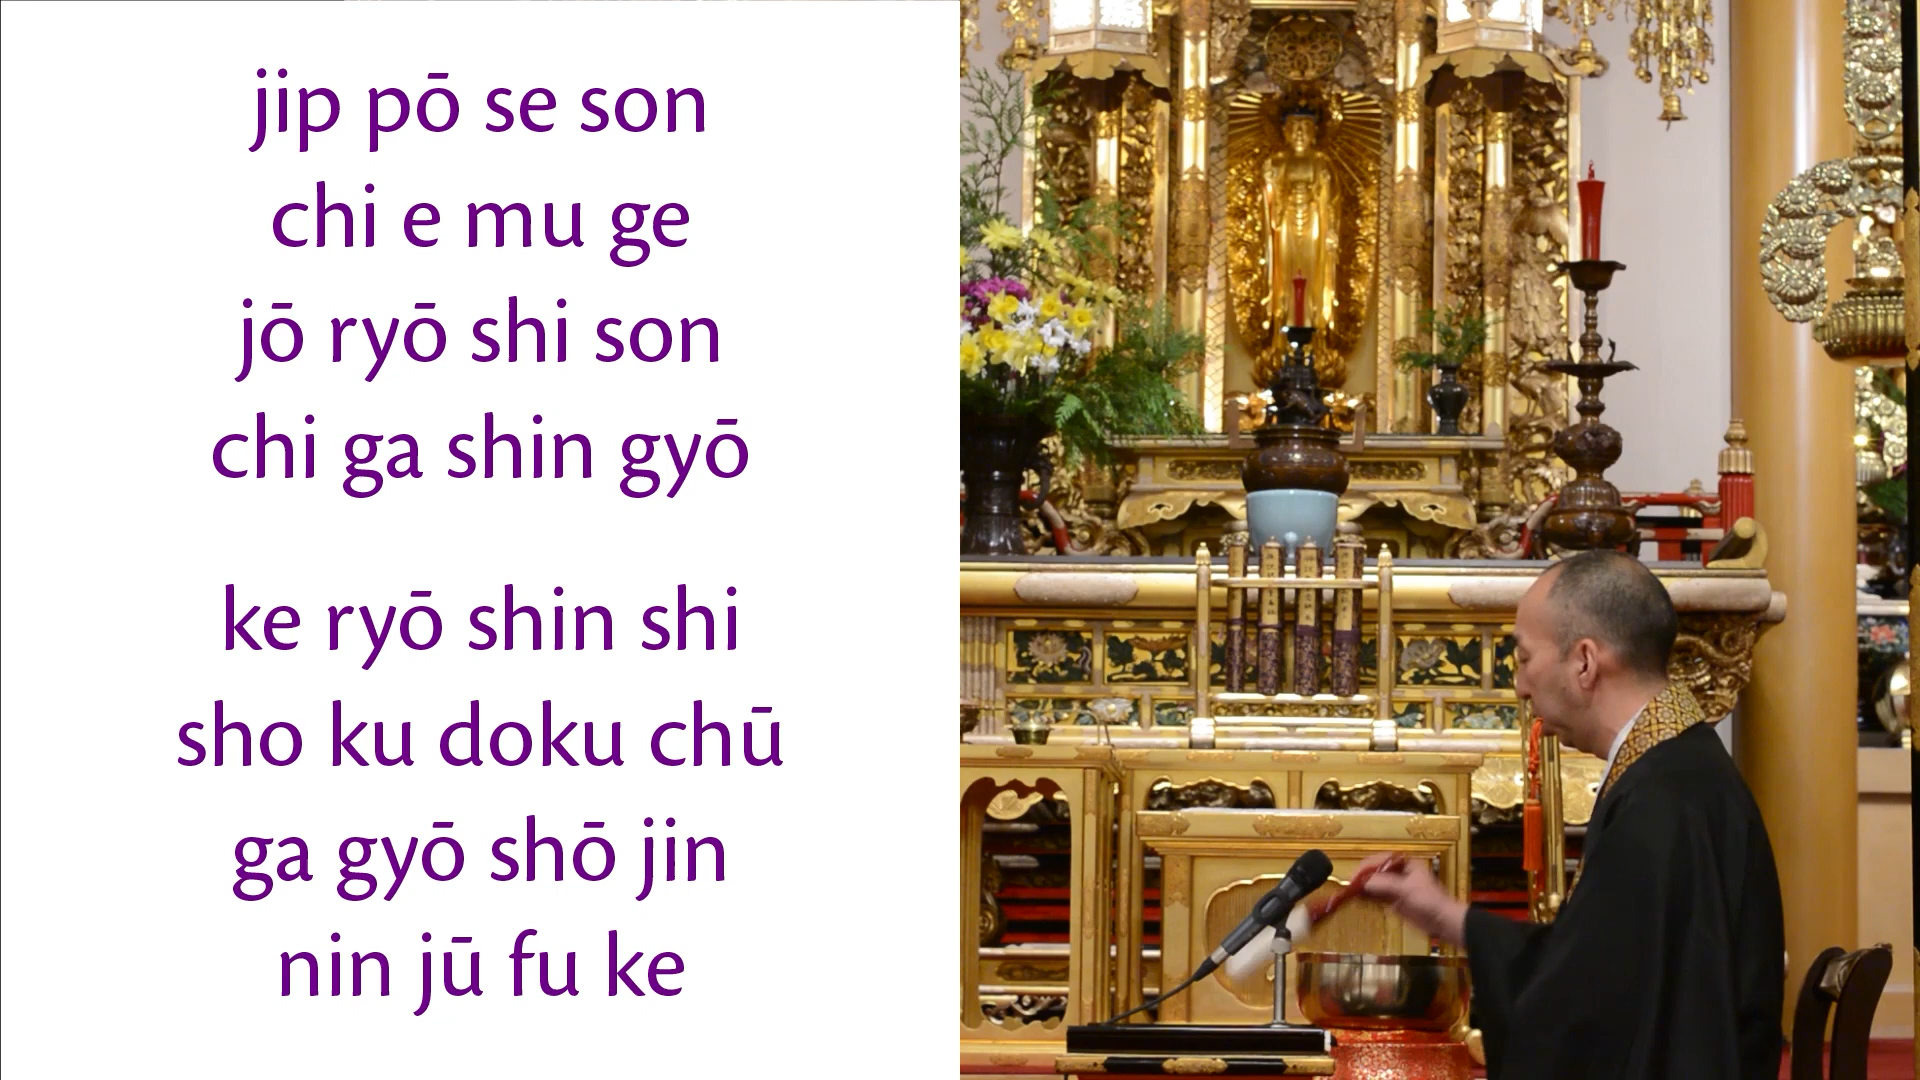 jip pō se son
chi e mu ge
jō ryō shi son
chi ga shin gyō
ke ryō shin shi
sho ku doku chū
ga gyō shō jin
nin jū fu ke